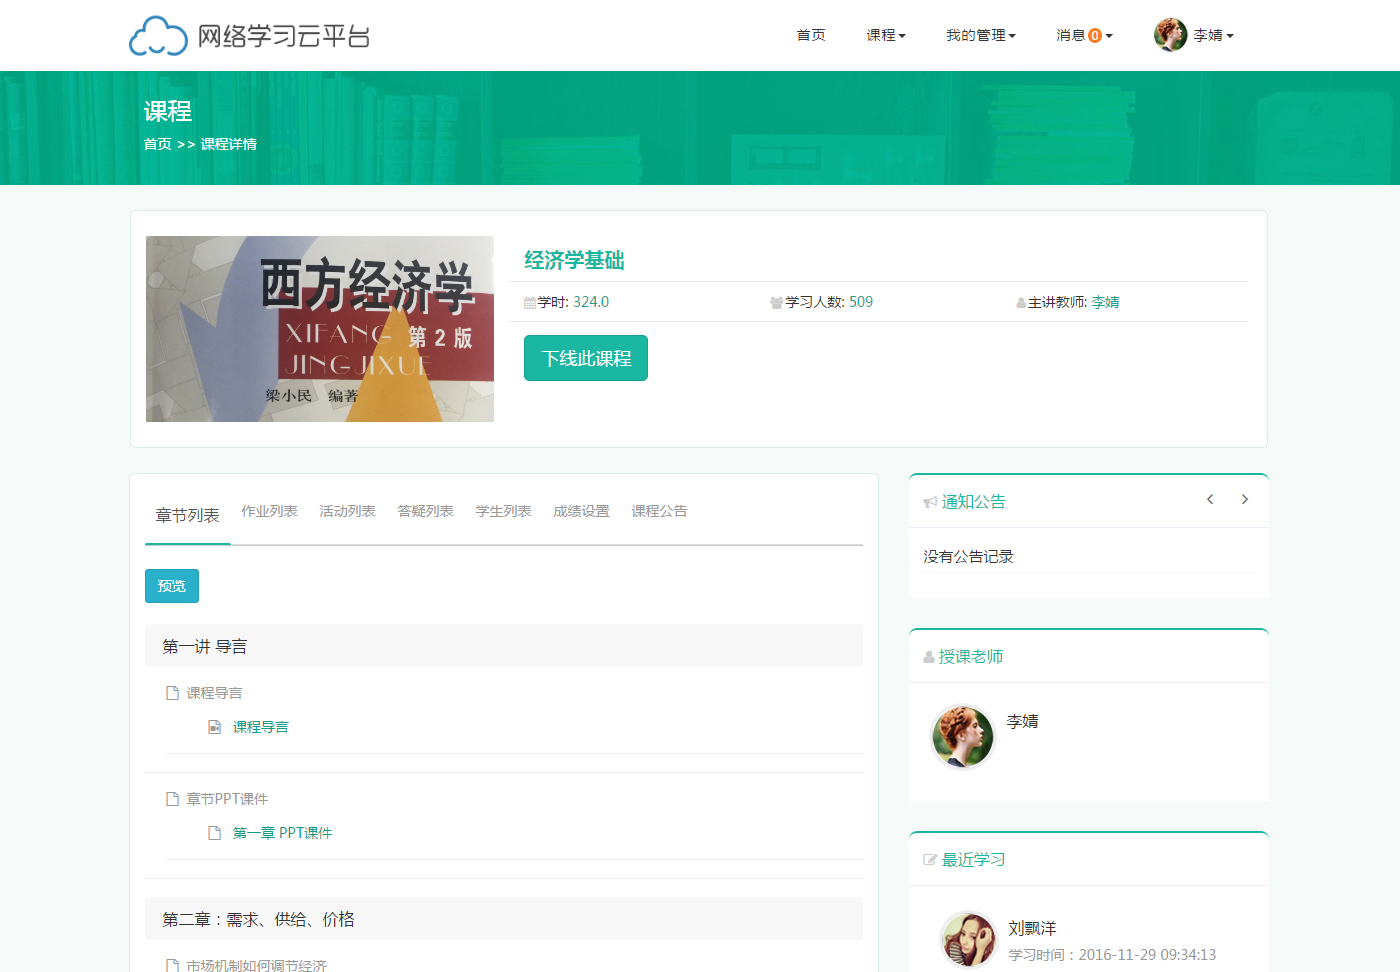 网络学习云平台
首页 课程 我的管理 消息 0 李婧
课程
首页 >> 课程详情
西方经济学
XIFANG 第2版
JINGJIXUE
梁小民 编著
经济学基础
学时: 324.0 学习人数: 509 主讲教师: 李婧
下线此课程
章节列表 作业列表 活动列表 答疑列表 学生列表 成绩设置 课程公告
预览
第一讲 导言
课程导言
课程导言
章节PPT课件
第一章 PPT课件
第二章：需求、供给、价格
市场机制如何调节经济
通知公告
没有公告记录
授课老师
李婧
最近学习
刘飘洋
学习时间：2016-11-29 09:34:13